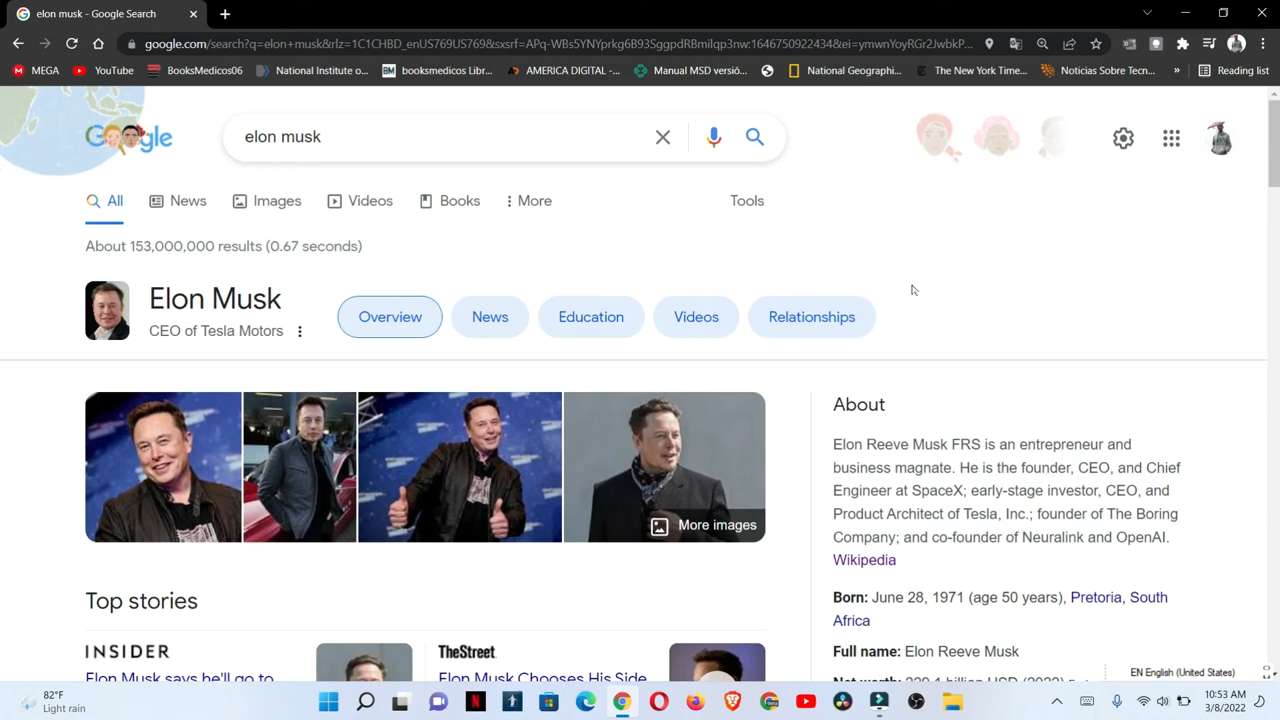 elon musk - Google Search
google.com/search?q=elon+musk&rlz=1C1CHBD_enUS769US769&sxsrf=APq-WBs5YNYprkg6B93SggpdRBmilqp3nw:1646750922434&ei=ymwnYoyRGr2JwbkP...
MEGA
YouTube
BooksMedicos06
National Institute o...
booksmedicos Libr...
AMERICA DIGITAL -...
Manual MSD versió...
National Geographi...
The New York Time...
Noticias Sobre Tecn...
»
Reading list
Google
elon musk
All
News
Images
Videos
Books
More
Tools
About 153,000,000 results (0.67 seconds)
Elon Musk
CEO of Tesla Motors
Overview
News
Education
Videos
Relationships
More images
About
Elon Reeve Musk FRS is an entrepreneur and
business magnate. He is the founder, CEO, and Chief
Engineer at SpaceX; early-stage investor, CEO, and
Product Architect of Tesla, Inc.; founder of The Boring
Company; and co-founder of Neuralink and OpenAI.
Wikipedia
Born: June 28, 1971 (age 50 years), Pretoria, South
Africa
Full name: Elon Reeve Musk
Top stories
INSIDER
Elon Musk says he'll go to
TheStreet
Elon Musk Chooses His Side
EN English (United States)
82°F
Light rain
10:53 AM
3/8/2022